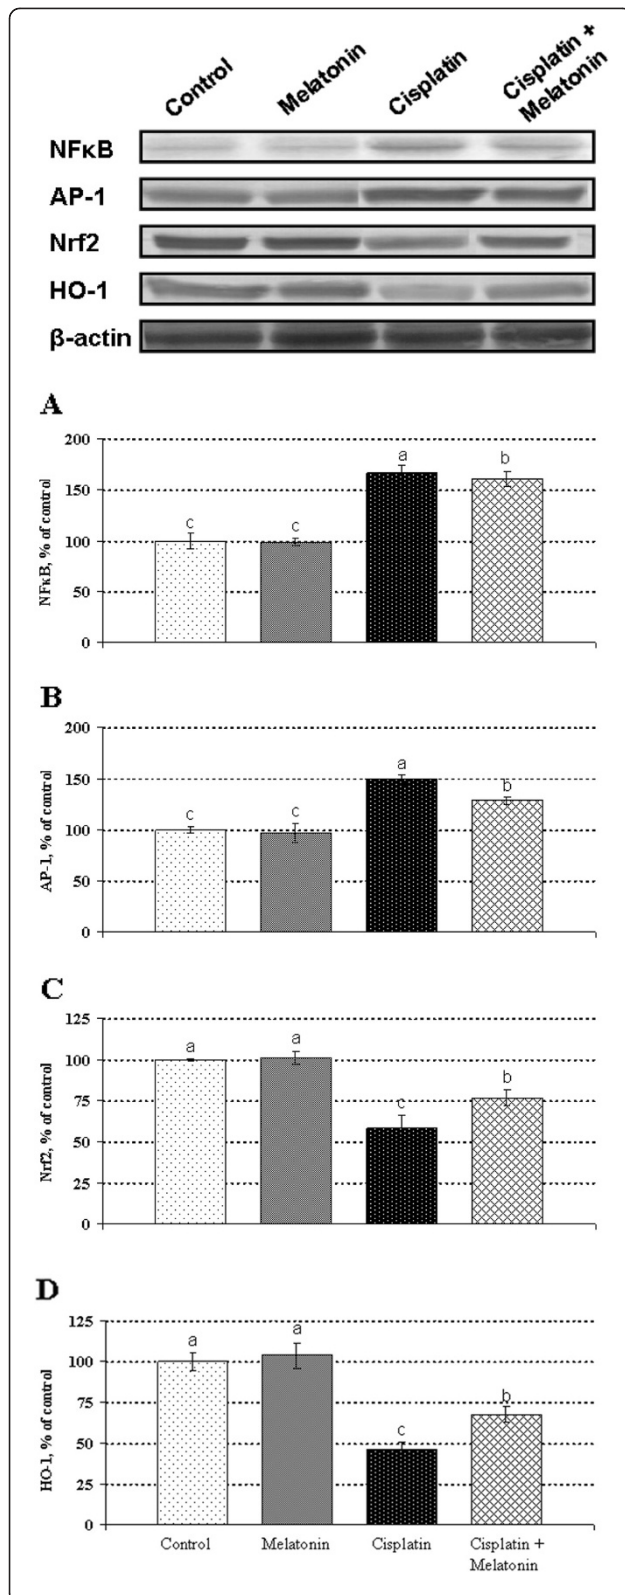 Control
Melatonin
Cisplatin
Cisplatin +
Melatonin
NFκB
AP-1
Nrf2
HO-1
β-actin
A
NFκB, % of control
200
150
100
50
0
c
c
a
b
B
AP-1, % of control
200
150
100
50
0
c
c
a
b
C
Nrf2, % of control
125
100
75
50
25
0
a
a
c
b
D
HO-1, % of control
125
100
75
50
25
0
a
a
c
b
Control
Melatonin
Cisplatin
Cisplatin +
Melatonin